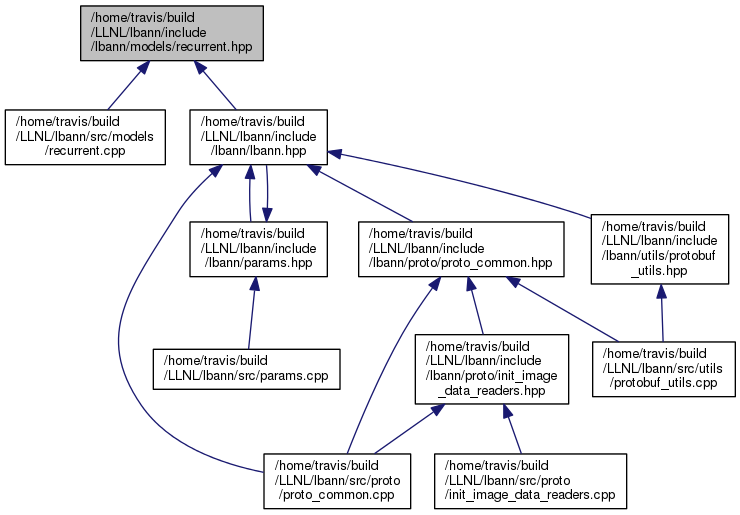 /home/travis/build
/LLNL/lbann/include
/lbann/models/recurrent.hpp
/home/travis/build
/LLNL/lbann/src/models
/recurrent.cpp
/home/travis/build
/LLNL/lbann/include
/lbann/lbann.hpp
/home/travis/build
/LLNL/lbann/include
/lbann/params.hpp
/home/travis/build
/LLNL/lbann/include
/lbann/proto/proto_common.hpp
/home/travis/build
/LLNL/lbann/include
/lbann/utils/protobuf
_utils.hpp
/home/travis/build
/LLNL/lbann/src/params.cpp
/home/travis/build
/LLNL/lbann/include
/lbann/proto/init_image
_data_readers.hpp
/home/travis/build
/LLNL/lbann/src/utils
/protobuf_utils.cpp
/home/travis/build
/LLNL/lbann/src/proto
/proto_common.cpp
/home/travis/build
/LLNL/lbann/src/proto
/init_image_data_readers.cpp